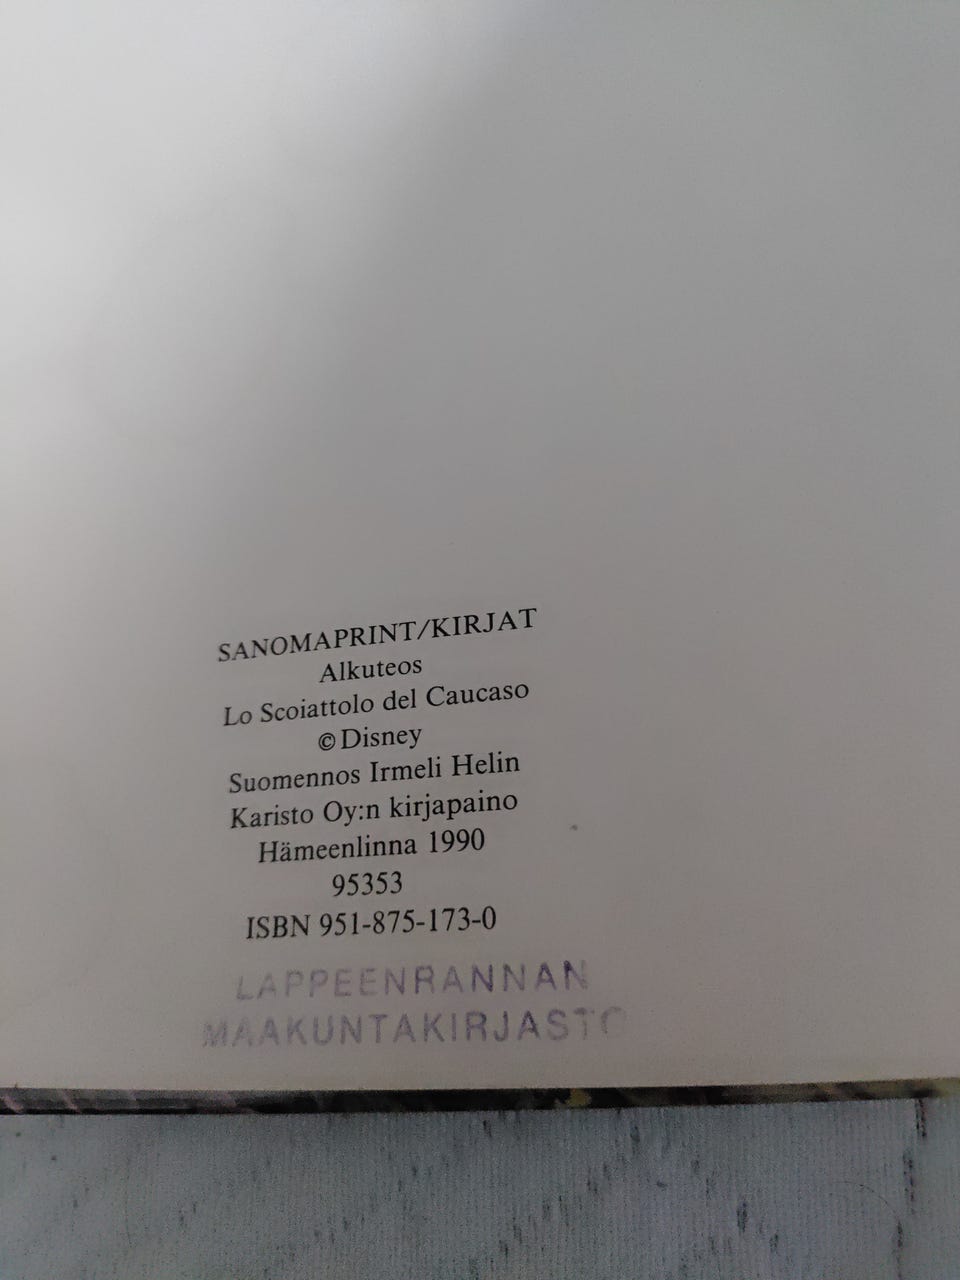 SANOMAPRINT/KIRJAT
Alkuteos
Lo Scoiattolo del Caucaso
© Disney
Suomennos Irmeli Helin
Karisto Oy:n kirjapaino
Hämeenlinna 1990
95353
ISBN 951-875-173-0
LAPPEENRANNAN
MAAKUNTAKIRJASTO